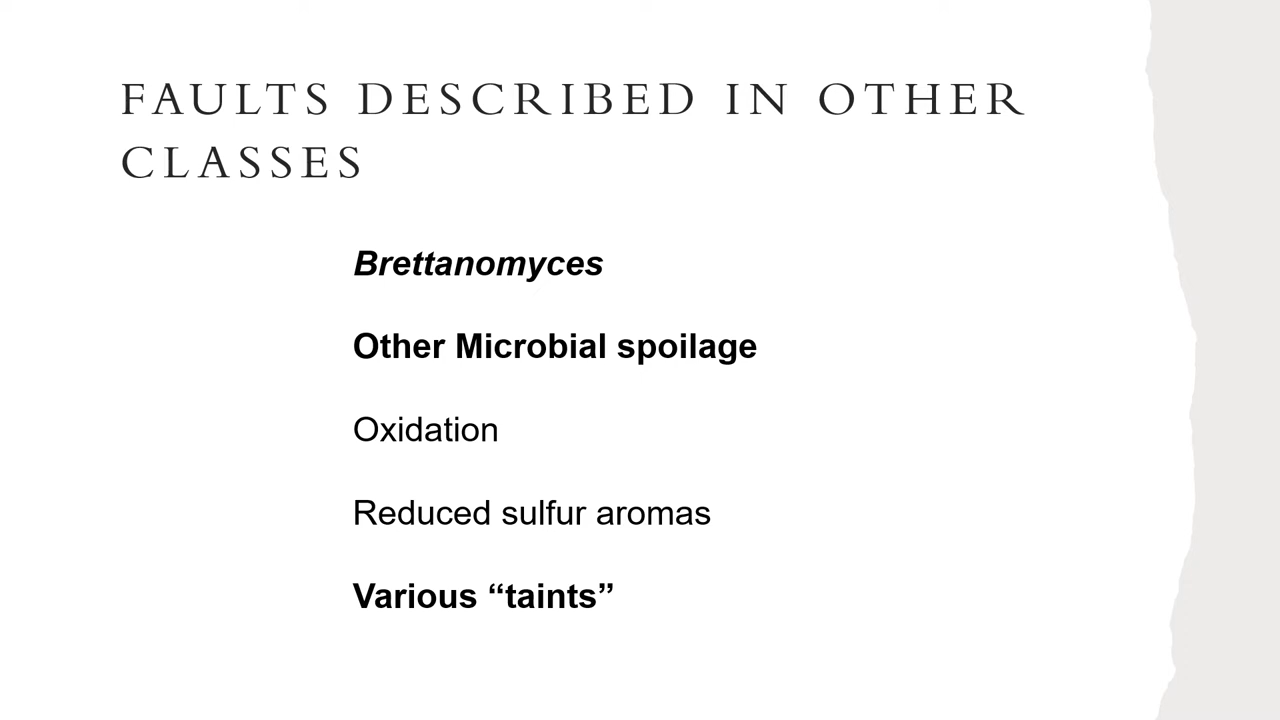 FAULTS DESCRIBED IN OTHER
CLASSES
Brettanomyces
Other Microbial spoilage
Oxidation
Reduced sulfur aromas
Various “taints”